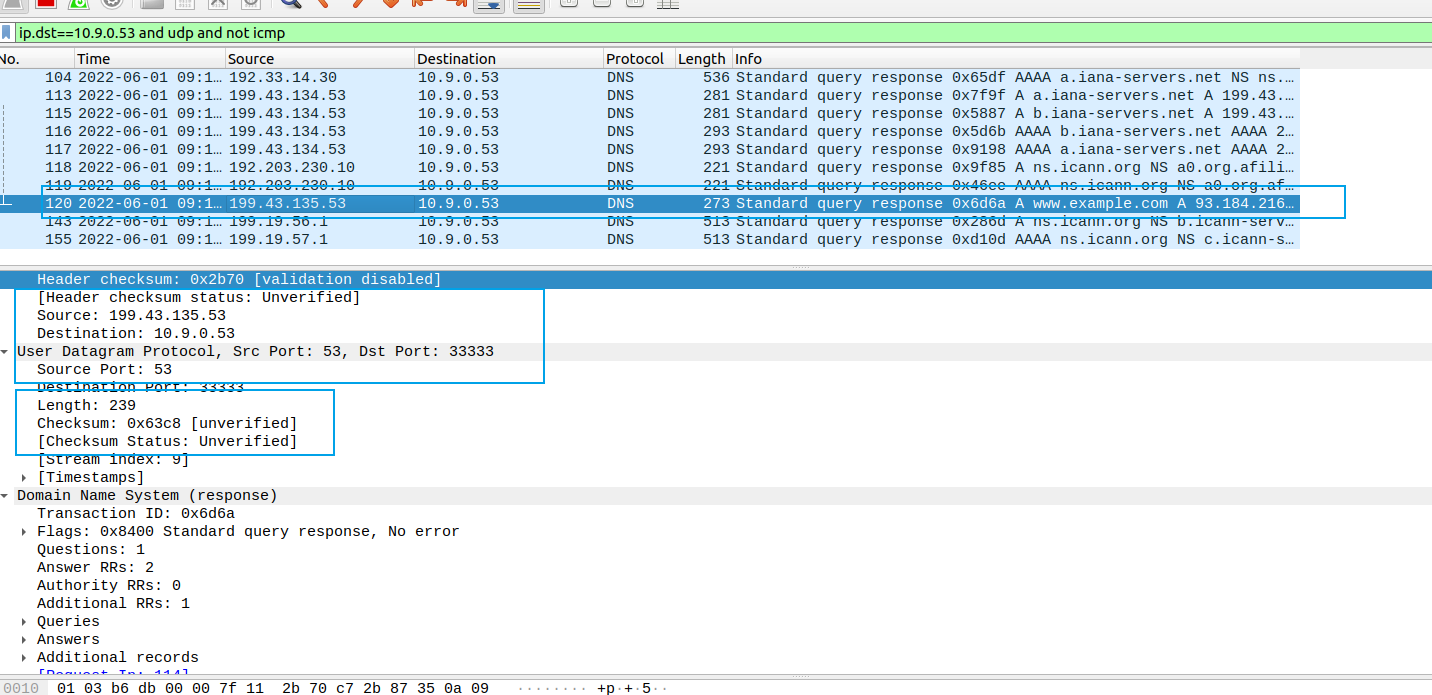 ip.dst==10.9.0.53 and udp and not icmp
No. Time Source Destination Protocol Length Info
104 2022-06-01 09:1… 192.33.14.30 10.9.0.53 DNS 536 Standard query response 0x65df AAAA a.iana-servers.net NS ns.…
113 2022-06-01 09:1… 199.43.134.53 10.9.0.53 DNS 281 Standard query response 0x7f9f A a.iana-servers.net A 199.43.…
115 2022-06-01 09:1… 199.43.134.53 10.9.0.53 DNS 281 Standard query response 0x5887 A b.iana-servers.net A 199.43.…
116 2022-06-01 09:1… 199.43.134.53 10.9.0.53 DNS 293 Standard query response 0x5d6b AAAA b.iana-servers.net AAAA 2…
117 2022-06-01 09:1… 199.43.134.53 10.9.0.53 DNS 293 Standard query response 0x9198 AAAA a.iana-servers.net AAAA 2…
118 2022-06-01 09:1… 192.203.230.10 10.9.0.53 DNS 221 Standard query response 0x9f85 A ns.icann.org NS a0.org.afili…
119 2022-06-01 09:1… 192.203.230.10 10.9.0.53 DNS 221 Standard query response 0x46ee AAAA ns.icann.org NS a0.org.af…
120 2022-06-01 09:1… 199.43.135.53 10.9.0.53 DNS 273 Standard query response 0x6d6a A www.example.com A 93.184.216…
143 2022-06-01 09:1… 199.19.56.1 10.9.0.53 DNS 513 Standard query response 0x286d A ns.icann.org NS b.icann-serv…
155 2022-06-01 09:1… 199.19.57.1 10.9.0.53 DNS 513 Standard query response 0xd10d AAAA ns.icann.org NS c.icann-s…
Header checksum: 0x2b70 [validation disabled]
[Header checksum status: Unverified]
Source: 199.43.135.53
Destination: 10.9.0.53
User Datagram Protocol, Src Port: 53, Dst Port: 33333
Source Port: 53
Destination Port: 33333
Length: 239
Checksum: 0x63c8 [unverified]
[Checksum Status: Unverified]
[Stream index: 9]
[Timestamps]
Domain Name System (response)
Transaction ID: 0x6d6a
Flags: 0x8400 Standard query response, No error
Questions: 1
Answer RRs: 2
Authority RRs: 0
Additional RRs: 1
Queries
Answers
Additional records
[Request In: 114]
0010 01 03 b6 db 00 00 7f 11 2b 70 c7 2b 87 35 0a 09 ········ +p·+·5··